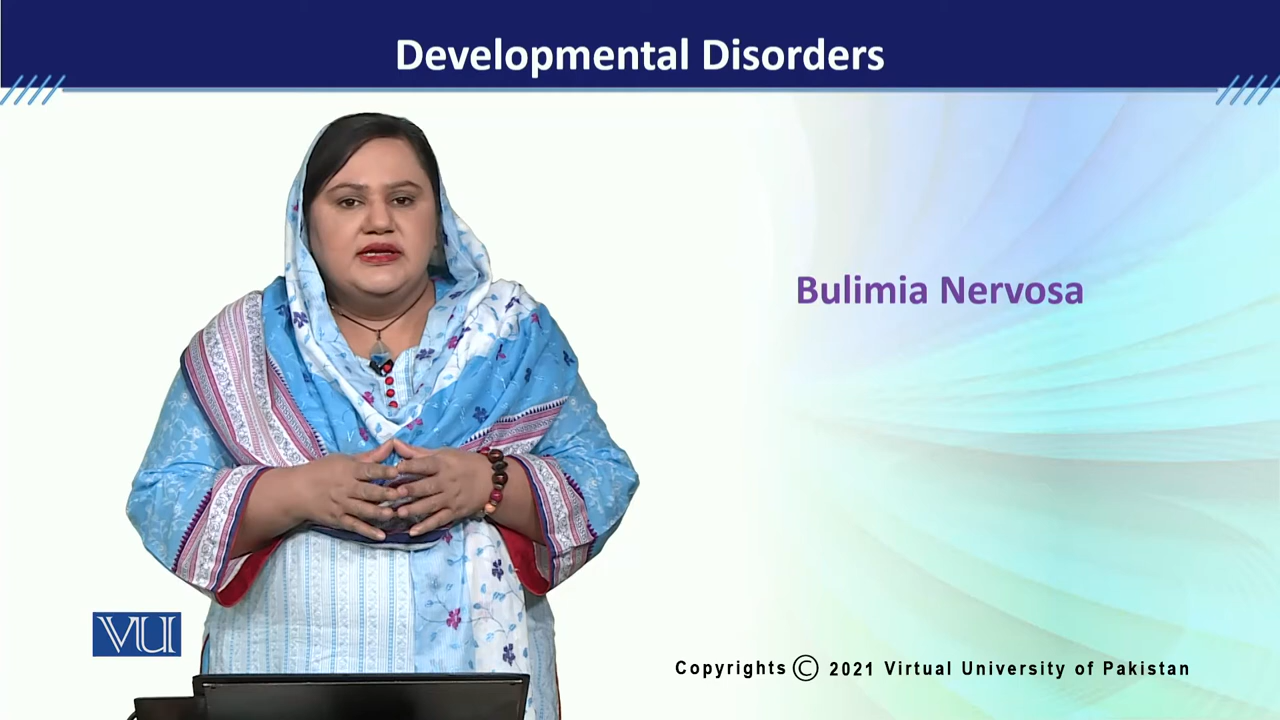 Developmental Disorders
Bulimia Nervosa
VU
Copyrights © 2021 Virtual University of Pakistan